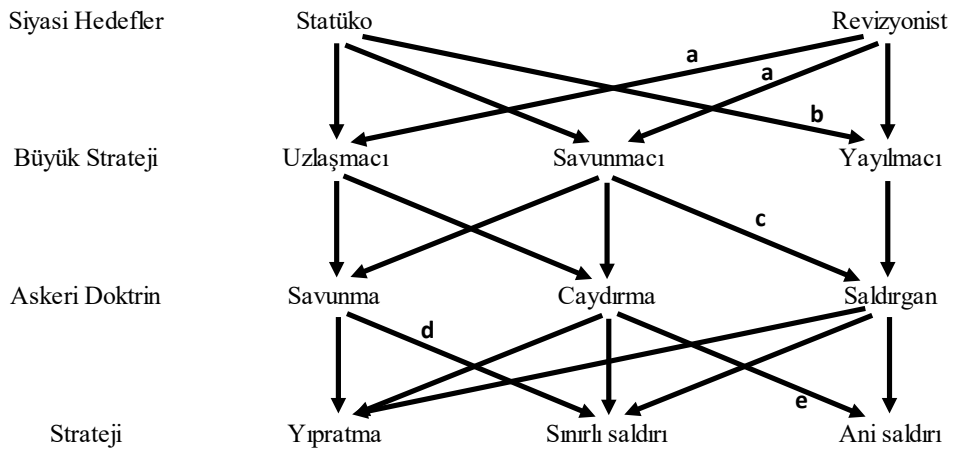 Siyasi Hedefler Statüko Revizyonist
a
a
b
Büyük Strateji Uzlaşmacı Savunmacı Yayılmacı
c
Askeri Doktrin Savunma Caydırma Saldırgan
d
e
Strateji Yıpratma Sınırlı saldırı Ani saldırı